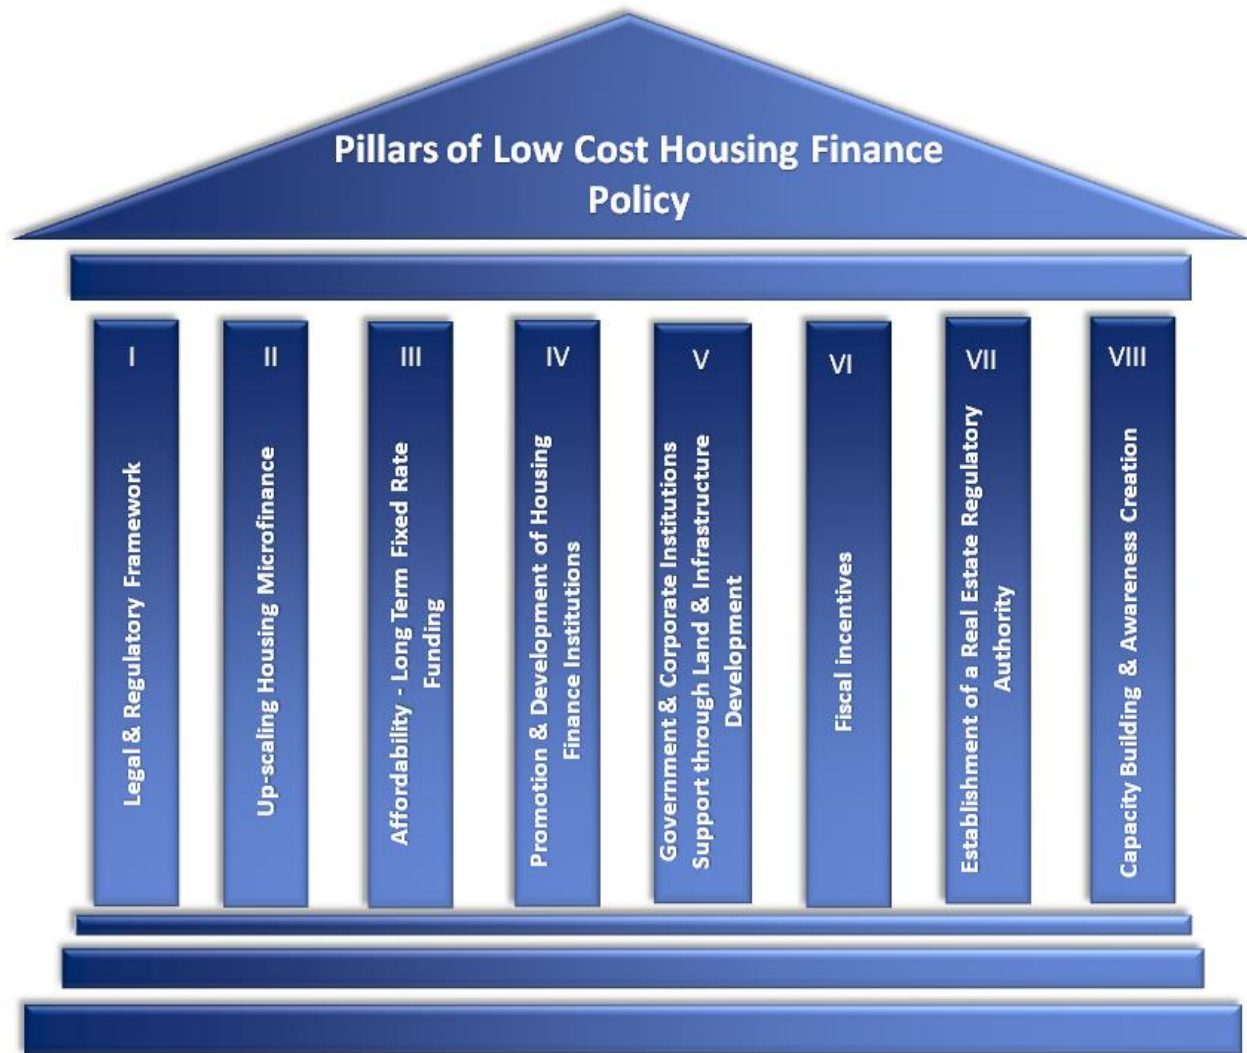 Pillars of Low Cost Housing Finance
Policy
I
Legal & Regulatory Framework
II
Up-scaling Housing Microfinance
III
Affordability - Long Term Fixed Rate
Funding
IV
Promotion & Development of Housing
Finance Institutions
V
Government & Corporate Institutions
Support through Land & Infrastructure
Development
VI
Fiscal incentives
VII
Establishment of a Real Estate Regulatory
Authority
VIII
Capacity Building & Awareness Creation